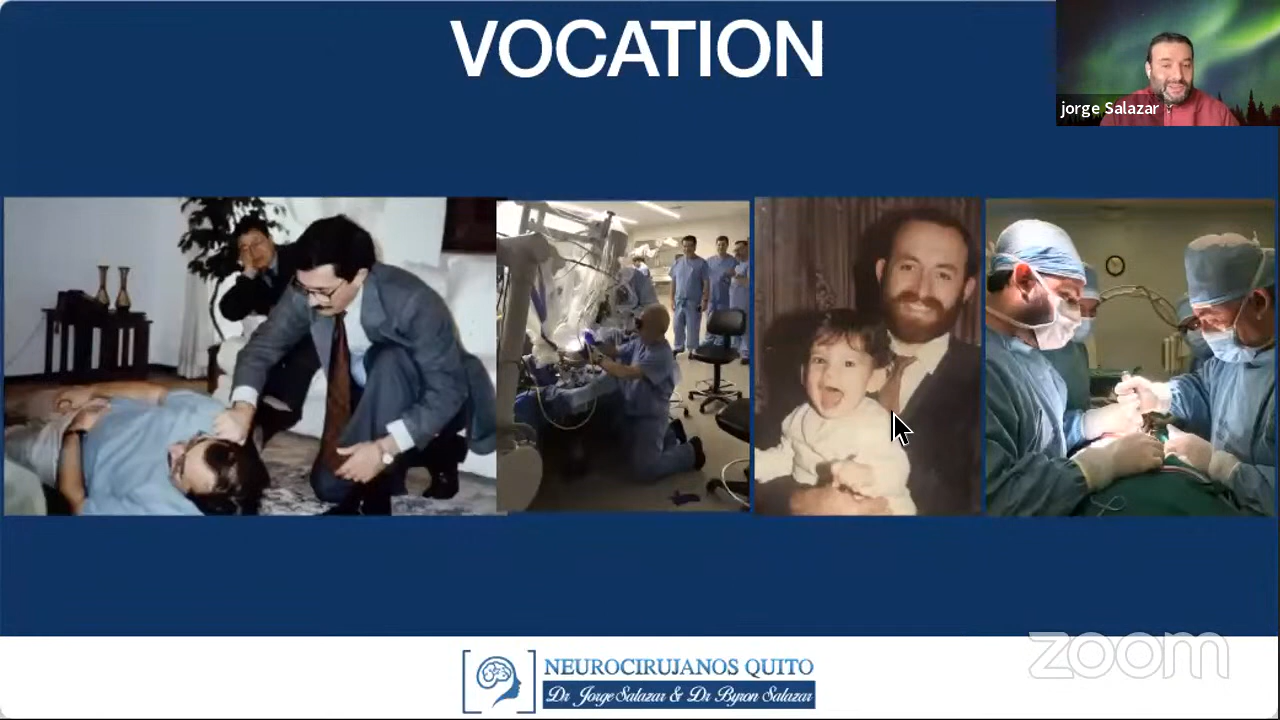 VOCATION
jorge Salazar
zoom
NEUROCIRUJANOS QUITO
Dr Jorge Salazar & Dr Byron Salazar